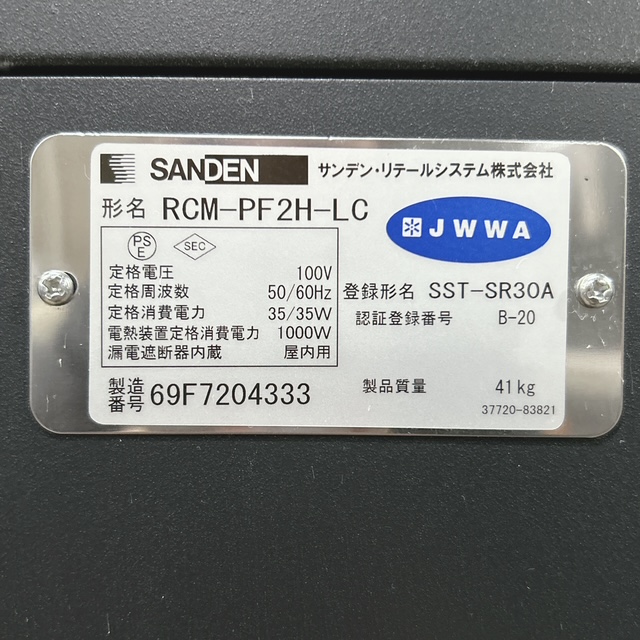 SANDEN サンデン・リテールシステム株式会社
形名 RCM-PF2H-LC
JWWA
PS
E
SEC
定格電圧 100V
定格周波数 50/60Hz
定格消費電力 35/35W
電熱装置定格消費電力 1000W
漏電遮断器内蔵 屋内用
登録形名 SST-SR30A
認証登録番号 B-20
製造
番号 69F7204333
製品質量 41kg
37720-83821